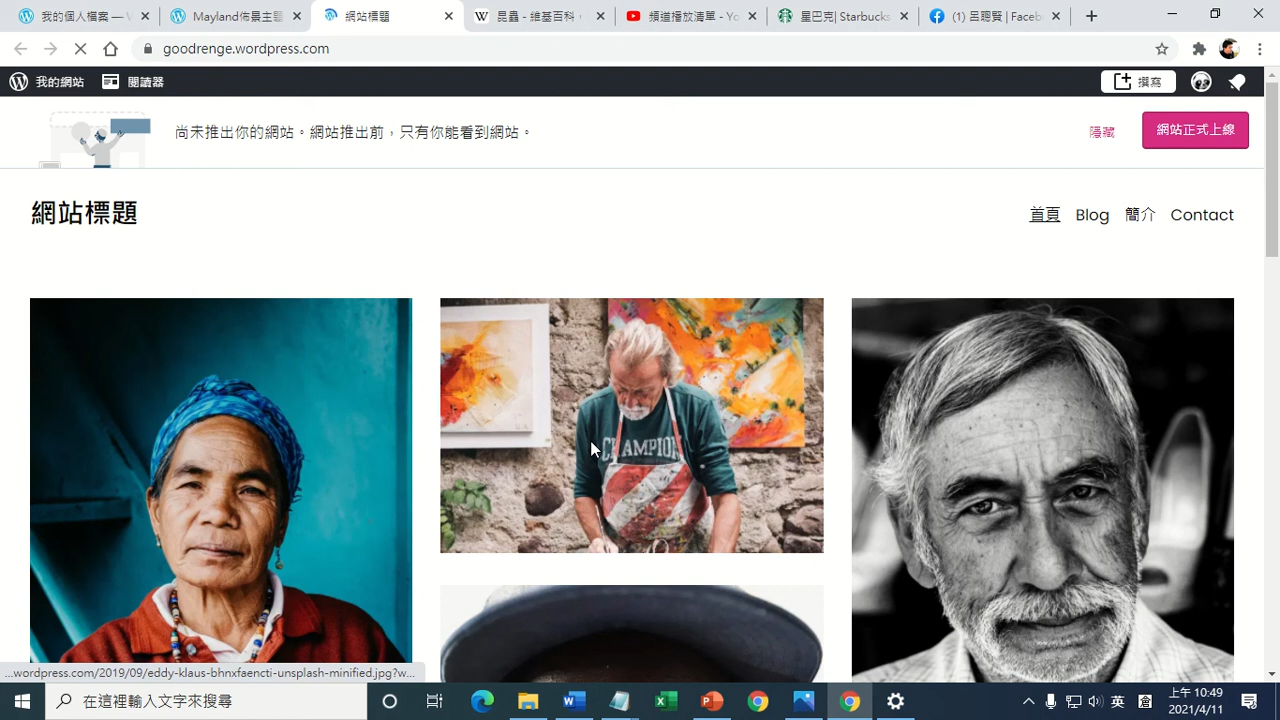 我的個人檔案 — W
Mayland佈景主題
網站標題
昆蟲 - 維基百科，
頻道播放清單 - Yo
星巴克| Starbucks
(1) 呂聰賢 | Faceb
goodrenge.wordpress.com
我的網站
閱讀器
撰寫
尚未推出你的網站。網站推出前，只有你能看到網站。
隱藏
網站正式上線
網站標題
首頁 Blog 簡介 Contact
CHAMPION
...wordpress.com/2019/09/eddy-klaus-bhnxfaencti-unsplash-minified.jpg?w...
在這裡輸入文字來搜尋
英
上午 10:49
2021/4/11